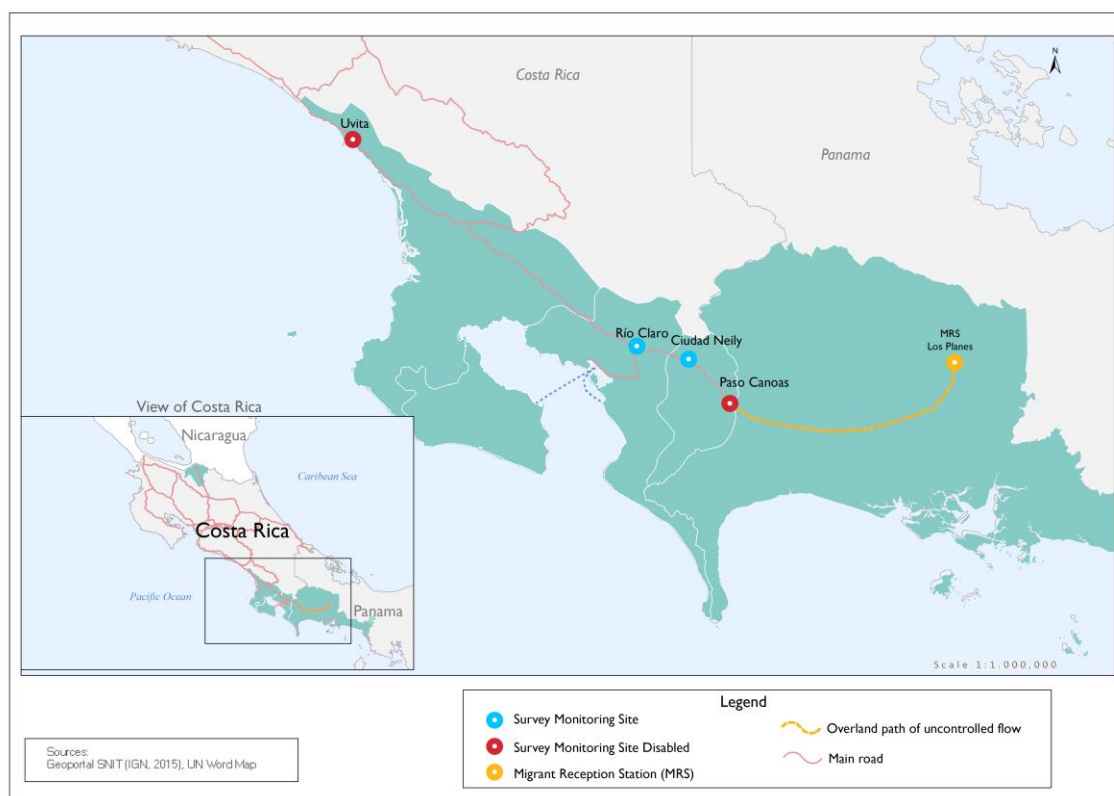 N
Costa Rica
Panama
Uvita
Río Claro
Ciudad Neily
Paso Canoas
MRS
Los Planes
View of Costa Rica
Nicaragua
Caribbean Sea
Costa Rica
Pacific Ocean
Panama
Scale 1:1.000,000
Legend
Survey Monitoring Site
Survey Monitoring Site Disabled
Migrant Reception Station (MRS)
Overland path of uncontrolled flow
Main road
Sources:
Geoportal SNIT (IGN, 2015), UN Word Map